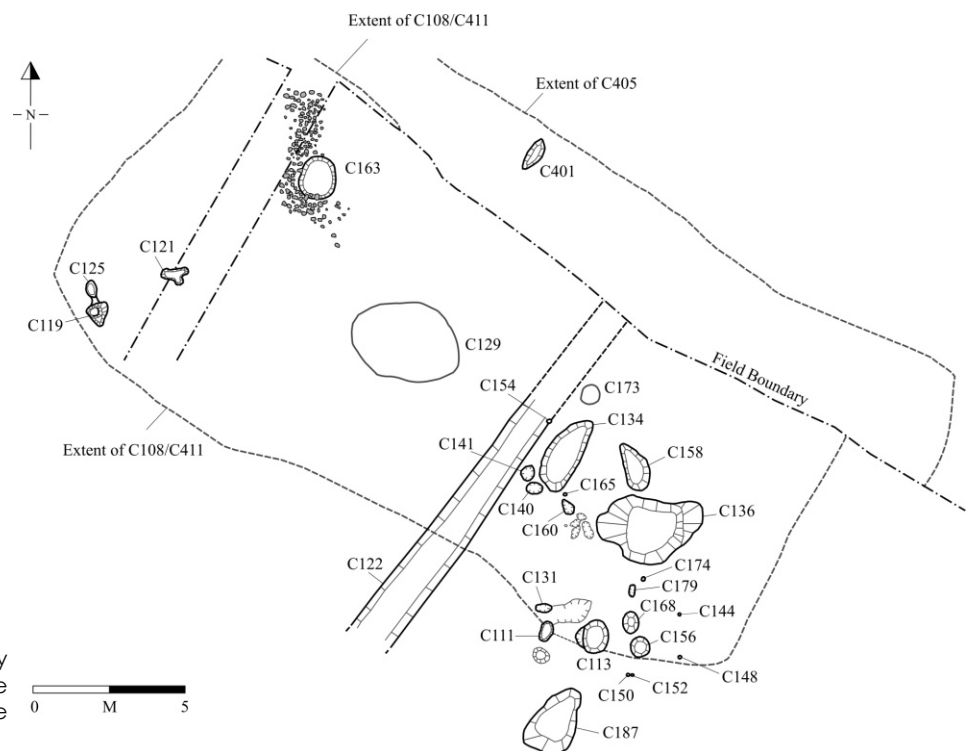 Extent of C108/C411
Extent of C405
N
C163
C401
C121
C125
C119
C129
Field Boundary
C154
C173
C134
Extent of C108/C411
C141
C158
C165
C140
C136
C160
C122
C174
C131
C179
C168
C144
C111
C156
C113
C148
C150
C152
C187
y
e
e
0 M 5